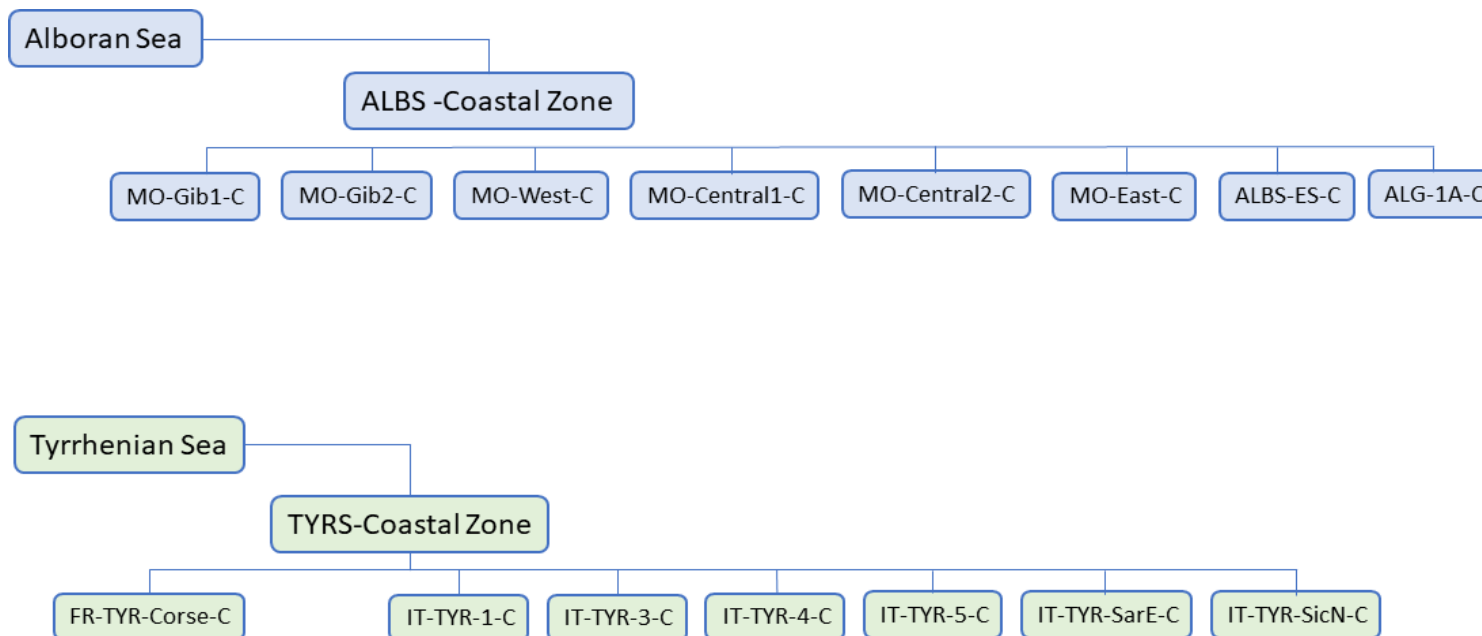 Alboran Sea
ALBS -Coastal Zone
MO-Gib1-C
MO-Gib2-C
MO-West-C
MO-Central1-C
MO-Central2-C
MO-East-C
ALBS-ES-C
ALG-1A-C
Tyrrhenian Sea
TYRS-Coastal Zone
FR-TYR-Corse-C
IT-TYR-1-C
IT-TYR-3-C
IT-TYR-4-C
IT-TYR-5-C
IT-TYR-SarE-C
IT-TYR-SicN-C